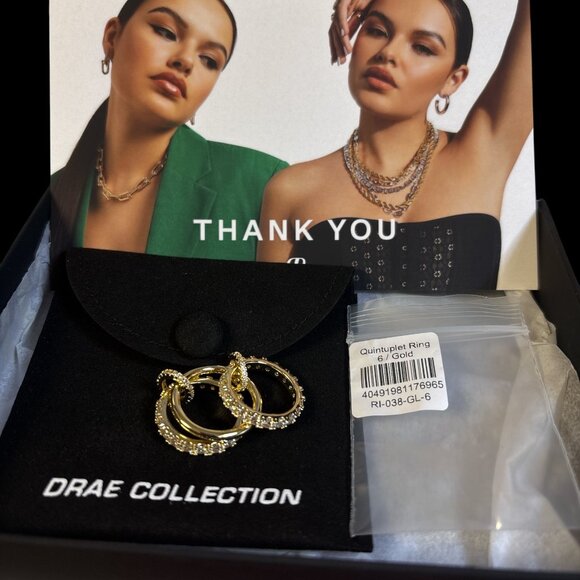 THANK YOU
Quintuplet Ring
6 / Gold
40491981176965
RI-038-GL-6
DRAE COLLECTION